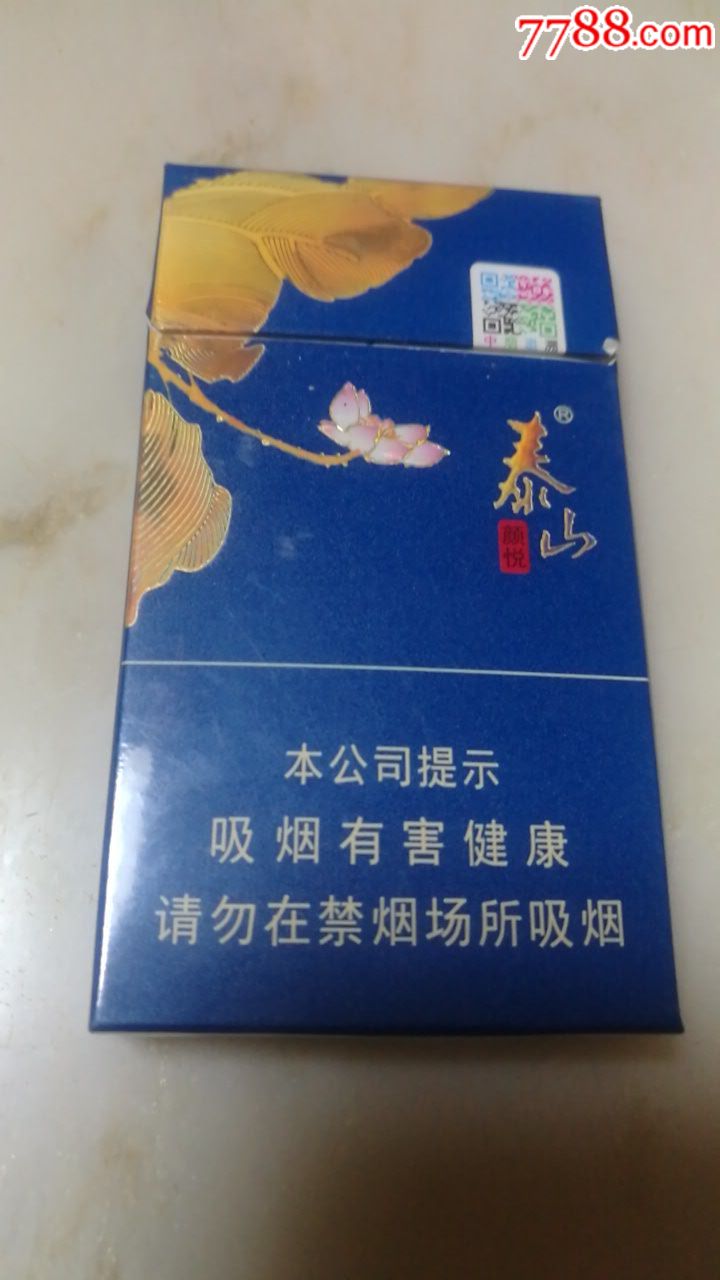 7788.com
泰山®
颜悦
本公司提示
吸烟有害健康
请勿在禁烟场所吸烟